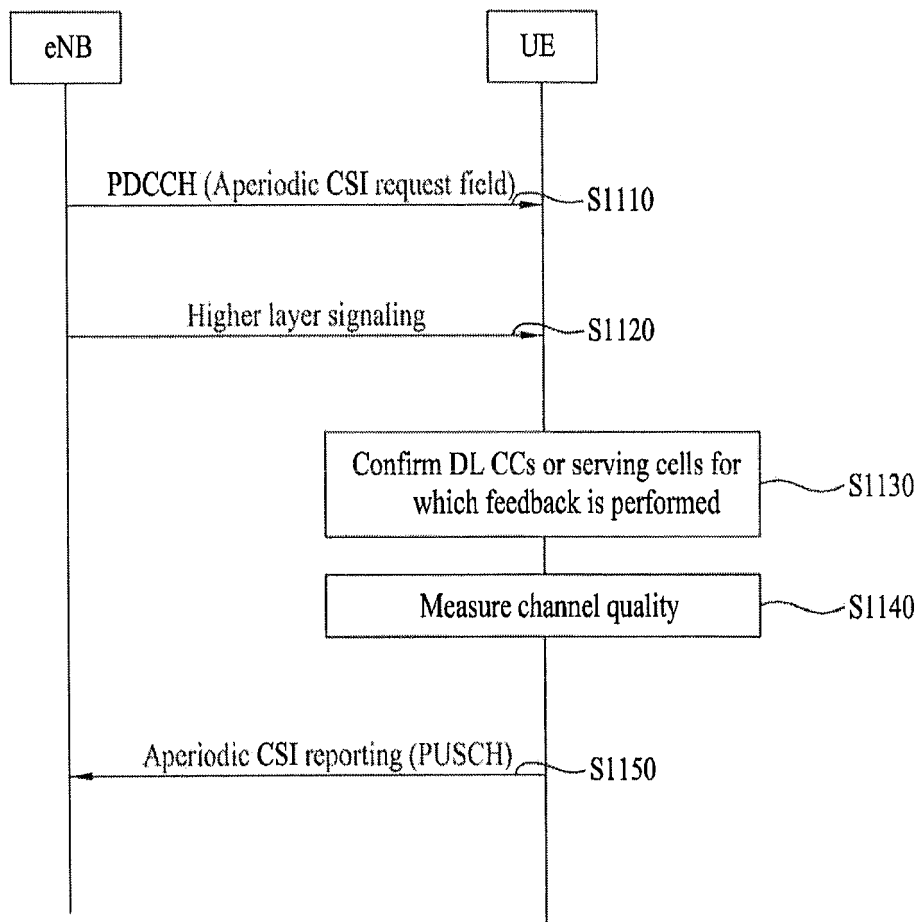 eNB
UE
PDCCH (Aperiodic CSI request field)
S1110
Higher layer signaling
S1120
Confirm DL CCs or serving cells for
which feedback is performed
S1130
Measure channel quality
S1140
Aperiodic CSI reporting (PUSCH)
S1150